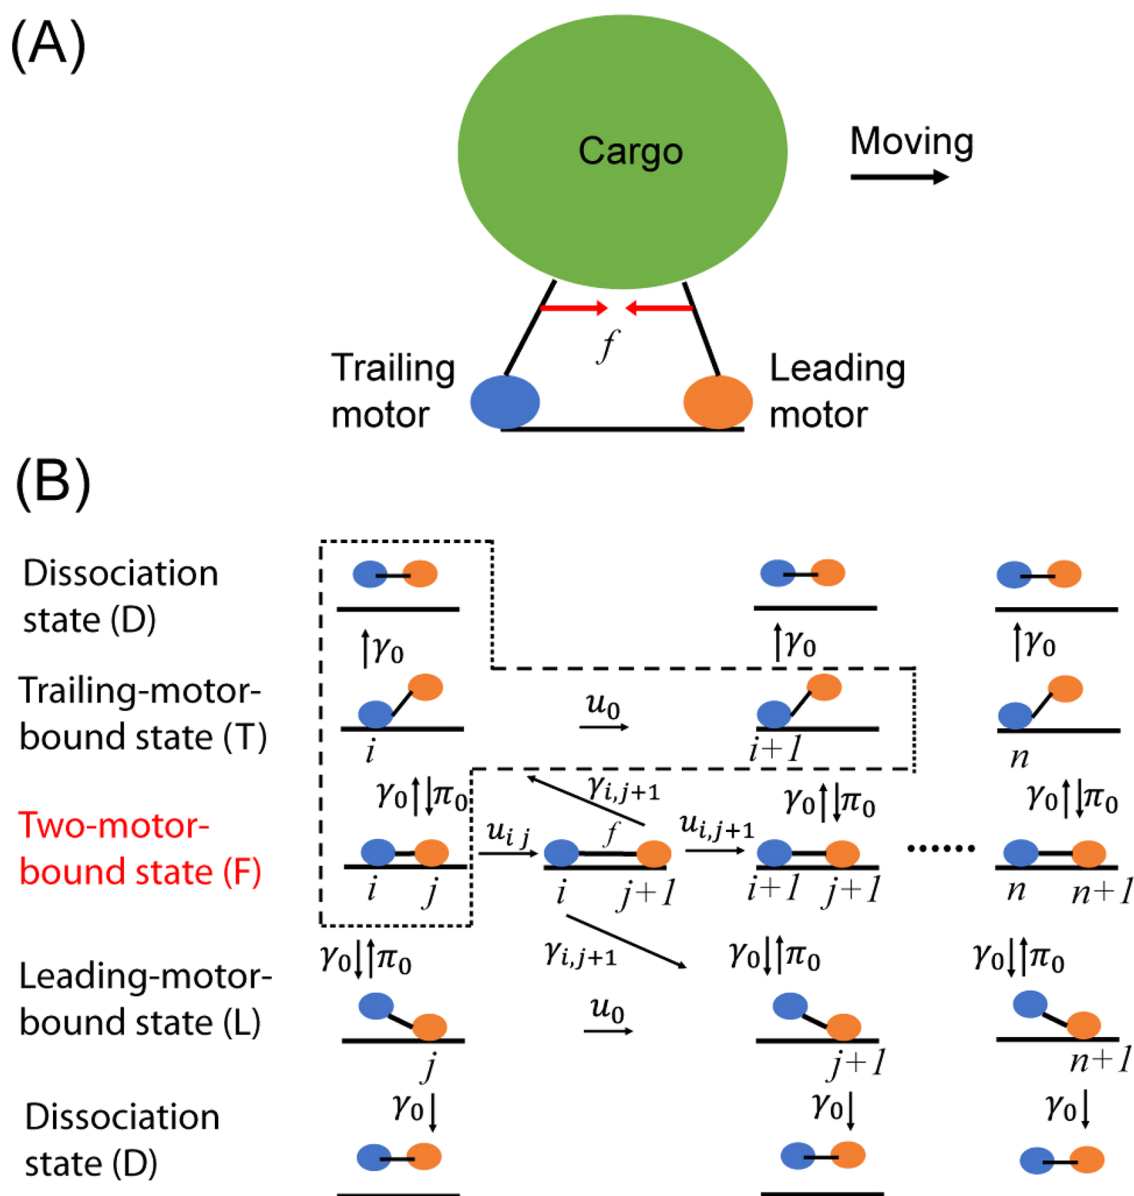 (A)
Cargo
Moving
f
Trailing
motor
Leading
motor
(B)
Dissociation
state (D)
γ₀
γ₀
γ₀
Trailing-motor-
bound state (T)
u₀
i
i+1
n
γ₀ π₀
γᵢ,ⱼ₊₁
γ₀ π₀
γ₀ π₀
Two-motor-
bound state (F)
uᵢⱼ
f
uᵢ,ⱼ₊₁
......
i j
i j+1
i+1 j+1
n n+1
γ₀ π₀
γᵢ,ⱼ₊₁
γ₀ π₀
γ₀ π₀
Leading-motor-
bound state (L)
u₀
j
j+1
n+1
Dissociation
state (D)
γ₀
γ₀
γ₀